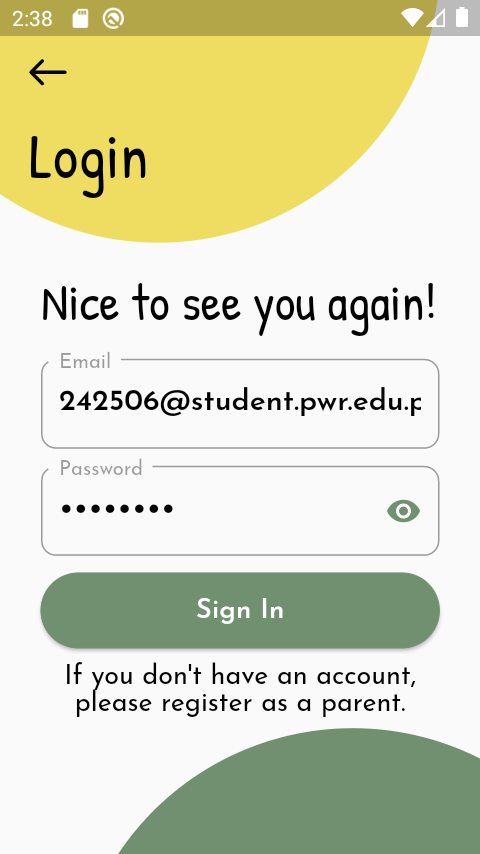 2:38
Login
Nice to see you again!
Email
242506@student.pwr.edu.p
Password
Sign In
If you don't have an account,
please register as a parent.